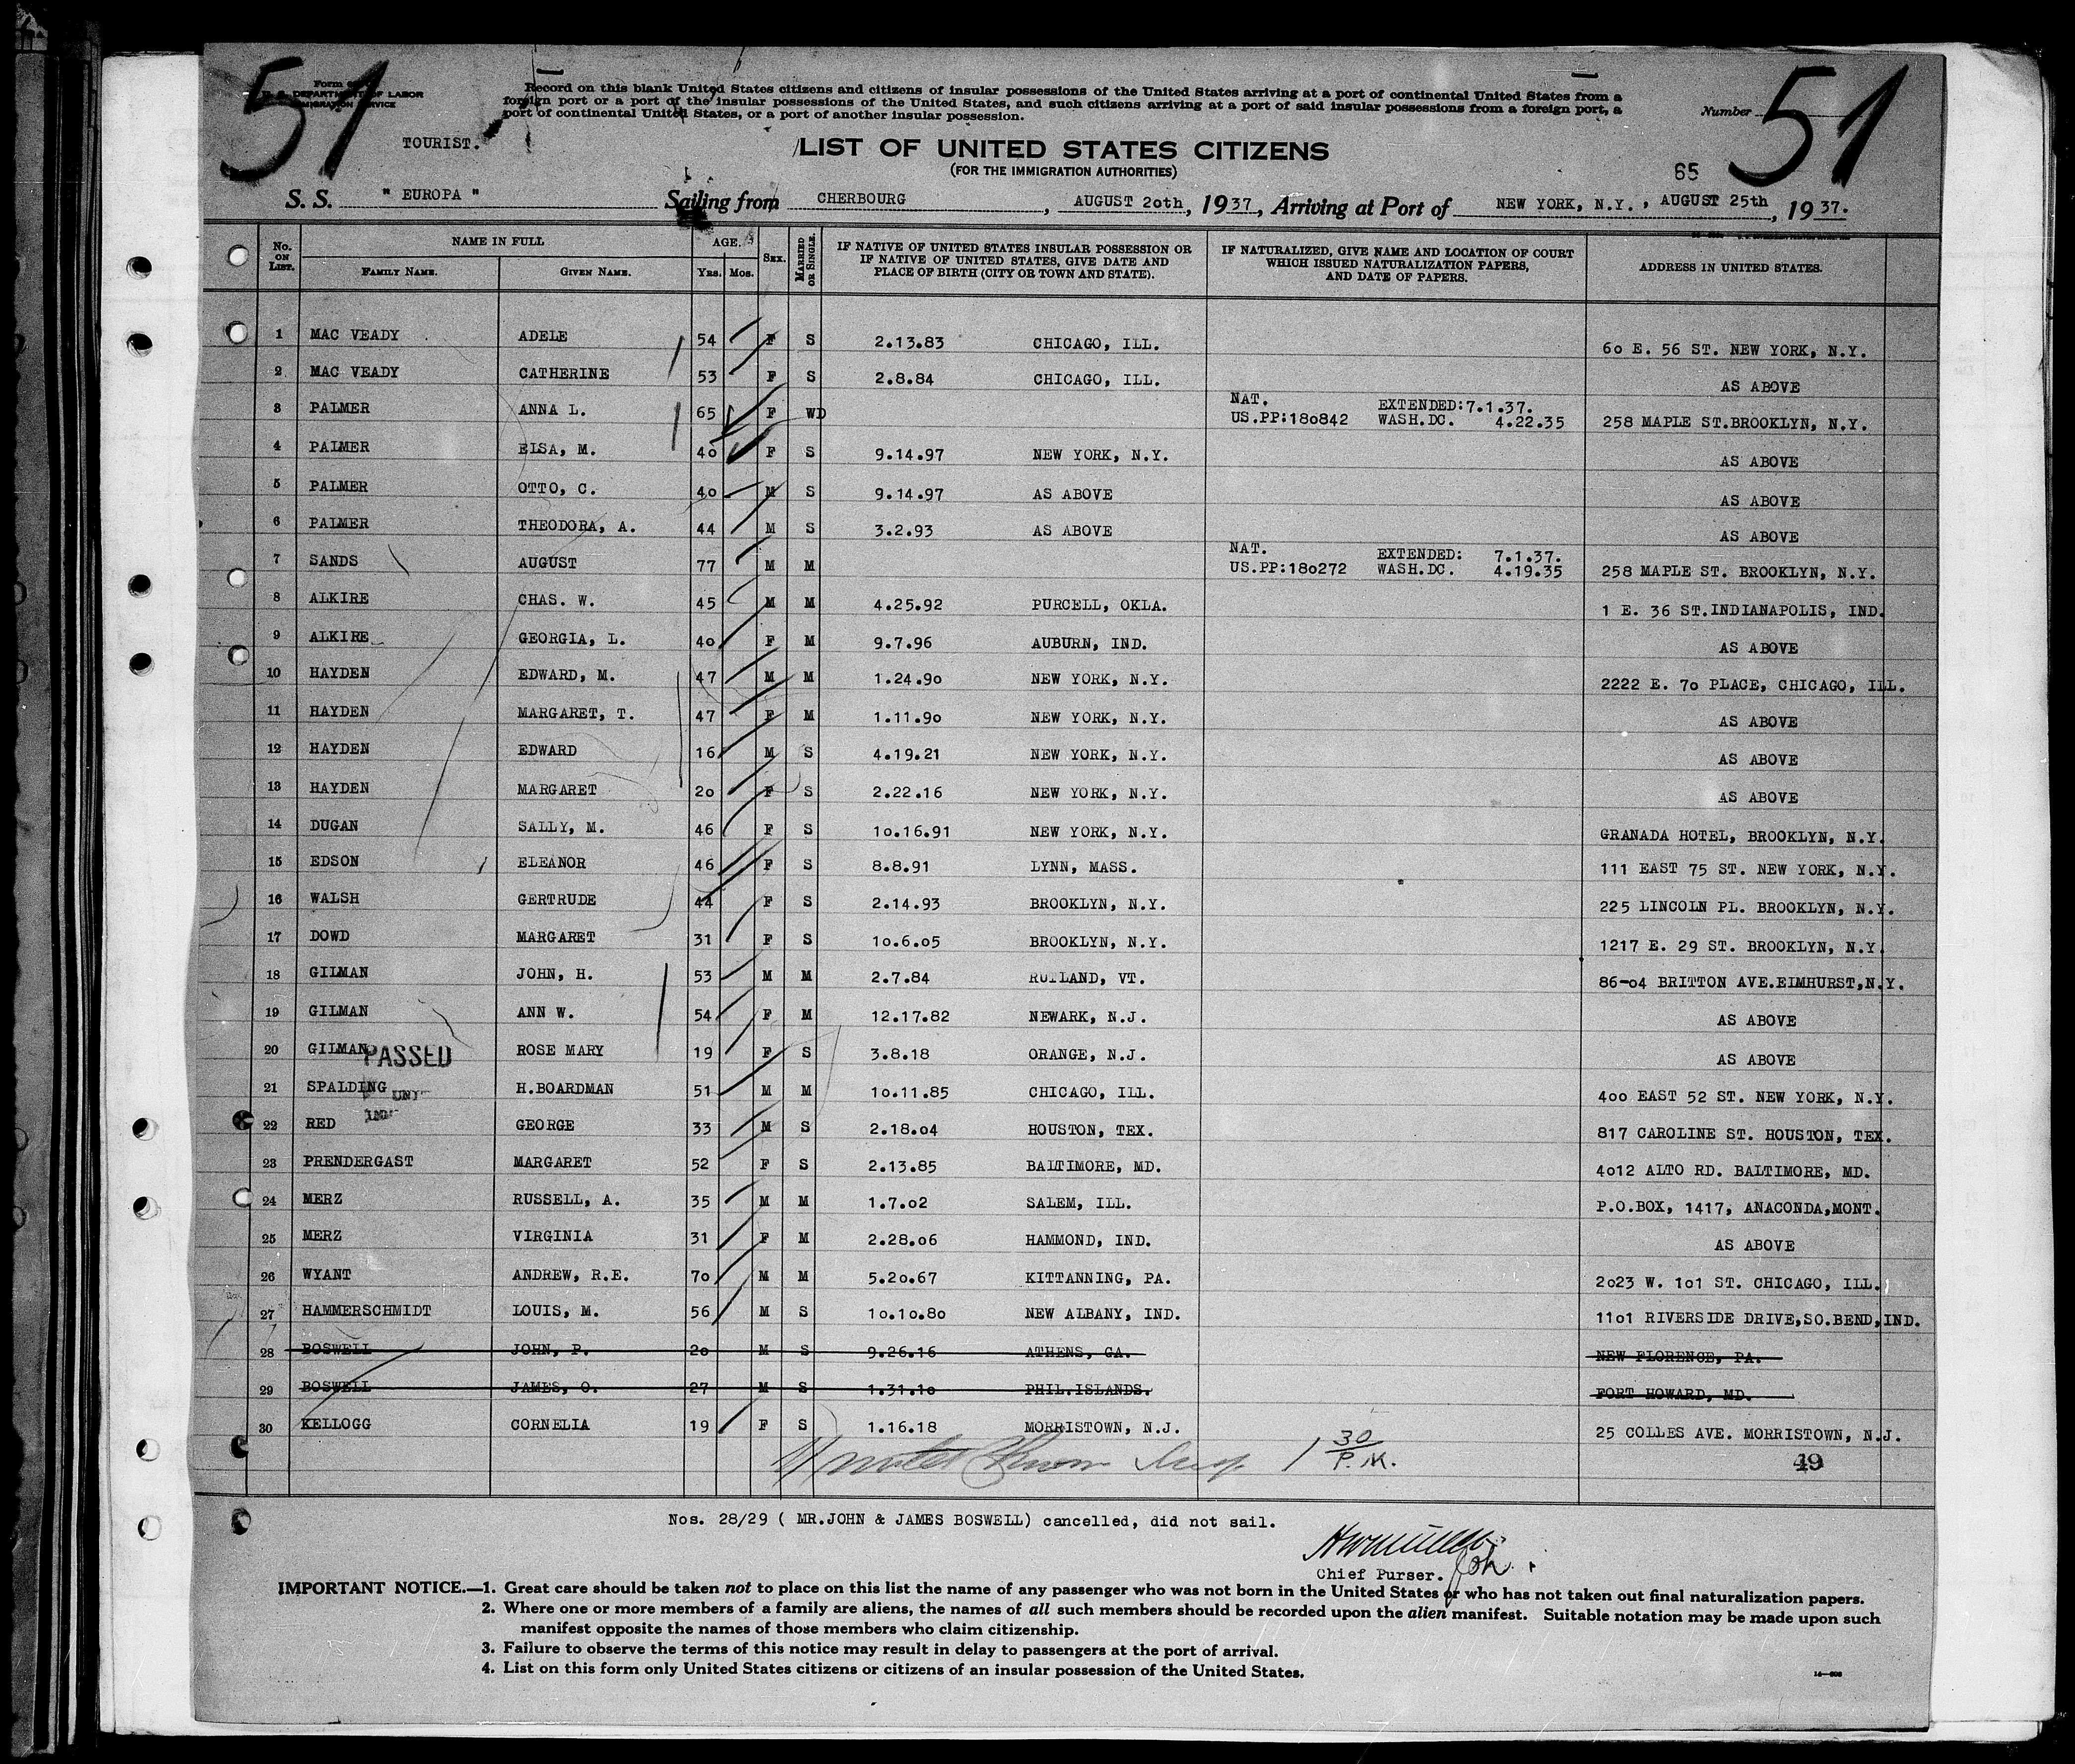 51
51
Form 6
U. S. DEPARTMENT OF LABOR
IMMIGRATION SERVICE
Record on this blank United States citizens and citizens of insular possessions of the United States arriving at a port of continental United States from a
foreign port or a port of the insular possessions of the United States, and such citizens arriving at a port of said insular possessions from a foreign port, a
port of continental United States, or a port of another insular possession.
Number
TOURIST.
LIST OF UNITED STATES CITIZENS
(FOR THE IMMIGRATION AUTHORITIES)
65
S. S. " EUROPA " Sailing from CHERBOURG, AUGUST 20th, 1937, Arriving at Port of NEW YORK, N.Y., AUGUST 25th, 1937.
No. ON LIST. NAME IN FULL FAMILY NAME. GIVEN NAME. AGE. YRS. MOS. SEX. MARRIED OR SINGLE. IF NATIVE OF UNITED STATES INSULAR POSSESSION OR IF NATIVE OF UNITED STATES, GIVE DATE AND PLACE OF BIRTH (CITY OR TOWN AND STATE). IF NATURALIZED, GIVE NAME AND LOCATION OF COURT WHICH ISSUED NATURALIZATION PAPERS, AND DATE OF PAPERS. ADDRESS IN UNITED STATES.
1 MAC VEADY ADELE 54 F S 2.13.83 CHICAGO, ILL. 60 E. 56 ST. NEW YORK, N.Y.
2 MAC VEADY CATHERINE 53 F S 2.8.84 CHICAGO, ILL. AS ABOVE
3 PALMER ANNA L. 65 F WD NAT. US.PP:180842 EXTENDED:7.1.37. WASH.DC. 4.22.35 258 MAPLE ST.BROOKLYN, N.Y.
4 PALMER ELSA, M. 40 F S 9.14.97 NEW YORK, N.Y. AS ABOVE
5 PALMER OTTO, C. 40 M S 9.14.97 AS ABOVE AS ABOVE
6 PALMER THEODORA, A. 44 M S 3.2.93 AS ABOVE AS ABOVE
7 SANDS AUGUST 77 M M NAT. US.PP:180272 EXTENDED: 7.1.37. WASH.DC. 4.19.35 258 MAPLE ST. BROOKLYN, N.Y.
8 ALKIRE CHAS. W. 45 M M 4.25.92 PURCELL, OKLA. 1 E. 36 ST.INDIANAPOLIS, IND.
9 ALKIRE GEORGIA, L. 40 F M 9.7.96 AUBURN, IND. AS ABOVE
10 HAYDEN EDWARD, M. 47 M M 1.24.90 NEW YORK, N.Y. 2222 E. 70 PLACE, CHICAGO, ILL.
11 HAYDEN MARGARET, T. 47 F M 1.11.90 NEW YORK, N.Y. AS ABOVE
12 HAYDEN EDWARD 16 M S 4.19.21 NEW YORK, N.Y. AS ABOVE
13 HAYDEN MARGARET 20 F S 2.22.16 NEW YORK, N.Y. AS ABOVE
14 DUGAN SALLY, M. 46 F S 10.16.91 NEW YORK, N.Y. GRANADA HOTEL, BROOKLYN, N.Y.
15 EDSON ELEANOR 46 F S 8.8.91 LYNN, MASS. 111 EAST 75 ST. NEW YORK, N.Y.
16 WALSH GERTRUDE 44 F S 2.14.93 BROOKLYN, N.Y. 225 LINCOLN PL. BROOKLYN, N.Y.
17 DOWD MARGARET 31 F S 10.6.05 BROOKLYN, N.Y. 1217 E. 29 ST. BROOKLYN, N.Y.
18 GILMAN JOHN, H. 53 M M 2.7.84 RUTLAND, VT. 86-04 BRITTON AVE.ELMHURST,N.Y.
19 GILMAN ANN W. 54 F M 12.17.82 NEWARK, N.J. AS ABOVE
20 GILMAN ROSE MARY 19 F S 3.8.18 ORANGE, N.J. AS ABOVE
PASSED
21 SPALDING H.BOARDMAN 51 M M 10.11.85 CHICAGO, ILL. 400 EAST 52 ST. NEW YORK, N.Y.
22 RED GEORGE 33 M S 2.18.04 HOUSTON, TEX. 817 CAROLINE ST. HOUSTON, TEX.
23 PRENDERGAST MARGARET 52 F S 2.13.85 BALTIMORE, MD. 4012 ALTO RD. BALTIMORE, MD.
24 MERZ RUSSELL, A. 35 M M 1.7.02 SALEM, ILL. P.O.BOX, 1417, ANACONDA,MONT.
25 MERZ VIRGINIA 31 F M 2.28.06 HAMMOND, IND. AS ABOVE
26 WYANT ANDREW, R.E. 70 M M 5.20.67 KITTANNING, PA. 2023 W. 101 ST. CHICAGO, ILL.
27 HAMMERSCHMIDT LOUIS, M. 56 M S 10.10.80 NEW ALBANY, IND. 1101 RIVERSIDE DRIVE,SO.BEND,IND.
28 BOSWELL JOHN, P. 20 M S 9.26.16 ATHENS, GA. NEW FLORENCE, PA.
29 BOSWELL JAMES, O. 27 M S 1.31.10 PHIL.ISLANDS. FORT HOWARD, MD.
30 KELLOGG CORNELIA 19 F S 1.16.18 MORRISTOWN, N.J. 25 COLLES AVE. MORRISTOWN, N.J.
1 30 P.M.
49
Nos. 28/29 ( MR.JOHN & JAMES BOSWELL) cancelled, did not sail.
Chief Purser.
IMPORTANT NOTICE.—1. Great care should be taken not to place on this list the name of any passenger who was not born in the United States or who has not taken out final naturalization papers.
2. Where one or more members of a family are aliens, the names of all such members should be recorded upon the alien manifest. Suitable notation may be made upon such
manifest opposite the names of those members who claim citizenship.
3. Failure to observe the terms of this notice may result in delay to passengers at the port of arrival.
4. List on this form only United States citizens or citizens of an insular possession of the United States.